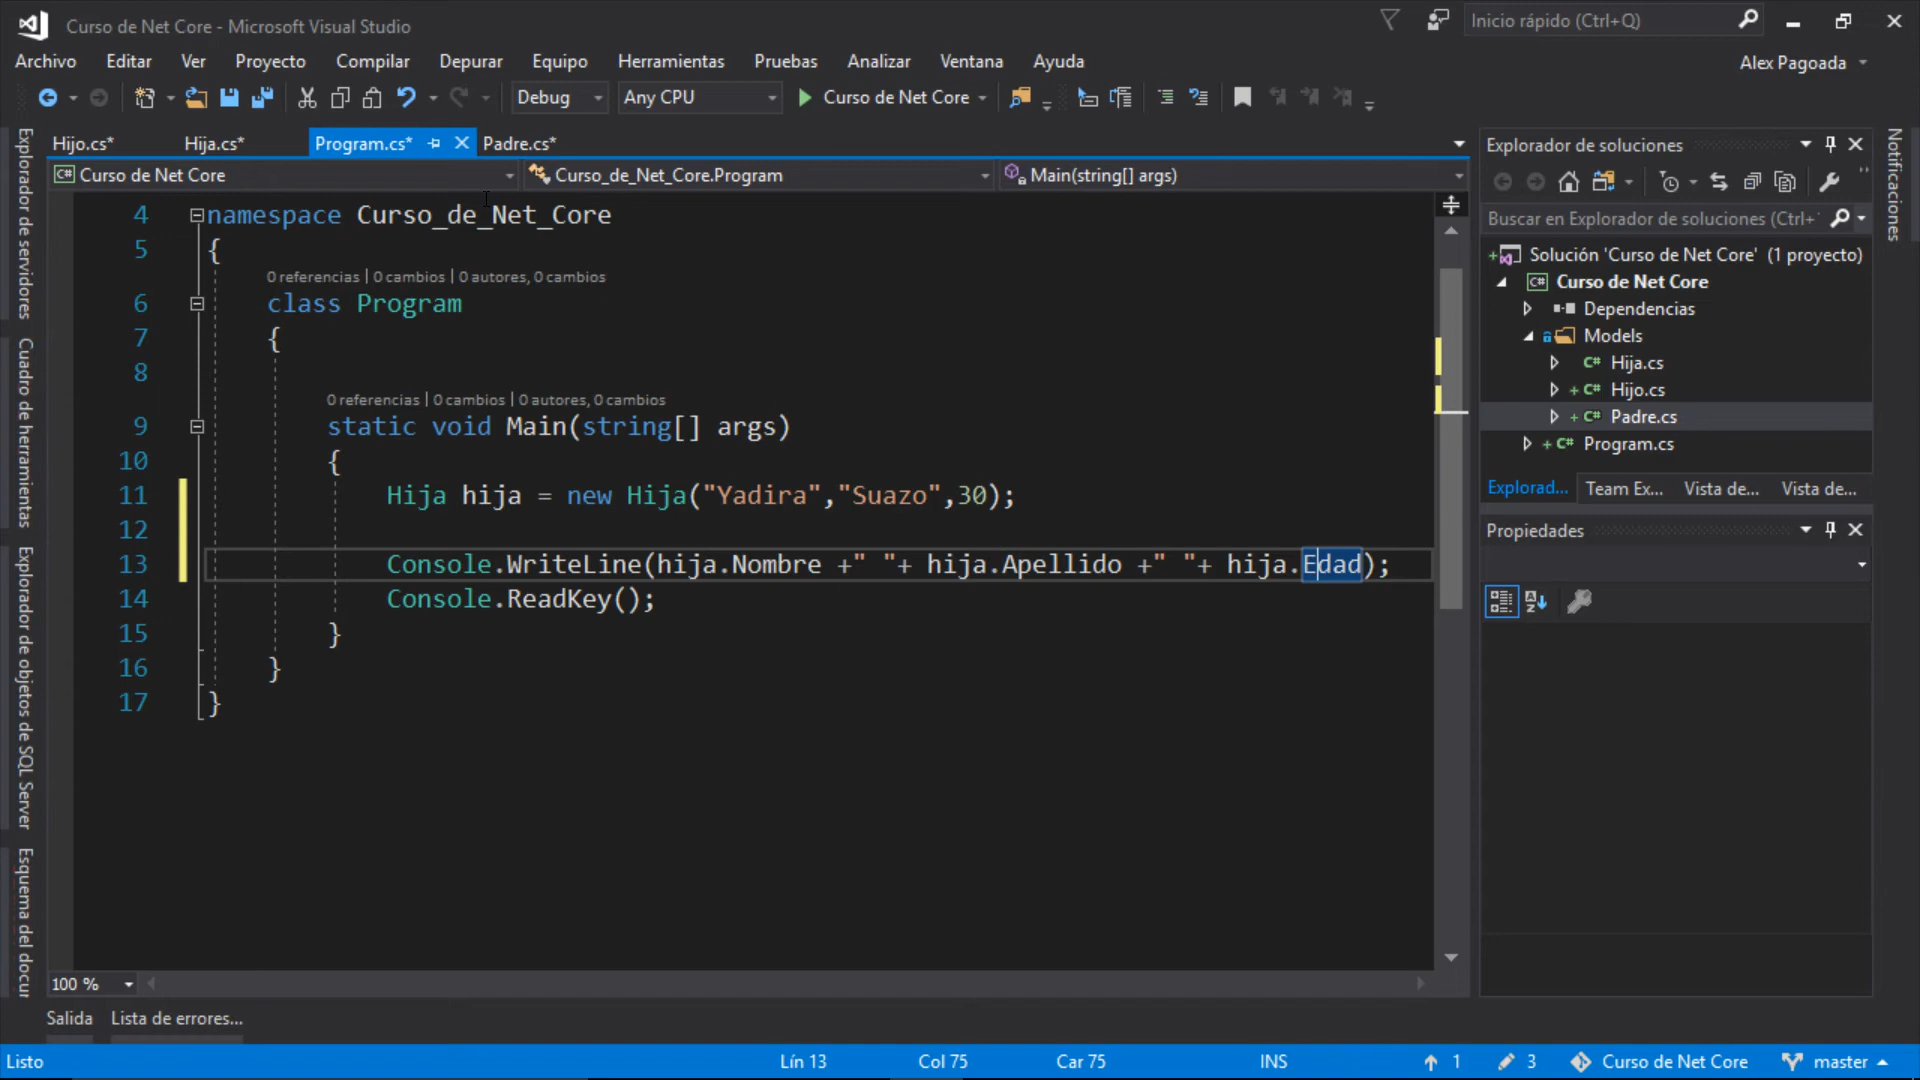 Curso de Net Core - Microsoft Visual Studio
Inicio rápido (Ctrl+Q)
Archivo Editar Ver Proyecto Compilar Depurar Equipo Herramientas Pruebas Analizar Ventana Ayuda
Alex Pagoada
Debug Any CPU Curso de Net Core
Hijo.cs* Hija.cs* Program.cs* Padre.cs*
C# Curso de Net Core Curso_de_Net_Core.Program Main(string[] args)
4 namespace Curso_de_Net_Core
5 {
0 referencias | 0 cambios | 0 autores, 0 cambios
6 class Program
7 {
8
0 referencias | 0 cambios | 0 autores, 0 cambios
9 static void Main(string[] args)
10 {
11 Hija hija = new Hija("Yadira","Suazo",30);
12
13 Console.WriteLine(hija.Nombre +" "+ hija.Apellido +" "+ hija.Edad);
14 Console.ReadKey();
15 }
16 }
17 }
100 %
Salida Lista de errores...
Explorador de servidores
Cuadro de herramientas
Explorador de objetos de SQL Server
Esquema del docur
Explorador de soluciones
Buscar en Explorador de soluciones (Ctrl+
Solución 'Curso de Net Core' (1 proyecto)
C# Curso de Net Core
Dependencias
Models
C# Hija.cs
+ C# Hijo.cs
+ C# Padre.cs
+ C# Program.cs
Explorad... Team Ex... Vista de... Vista de...
Propiedades
Notificaciones
Listo Lín 13 Col 75 Car 75 INS 1 3 Curso de Net Core master